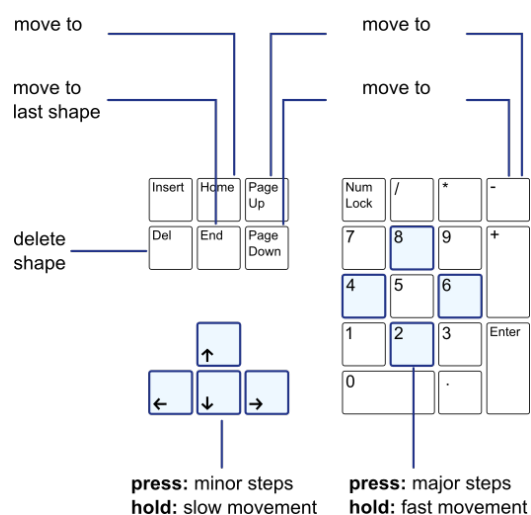 move to
move to
move to
last shape
move to
Insert
Home
Page
Up
Num
Lock
/
*
-
Del
End
Page
Down
7
8
9
+
delete
shape
4
5
6
1
2
3
Enter
↑
0
.
←
↓
→
press: minor steps
hold: slow movement
press: major steps
hold: fast movement